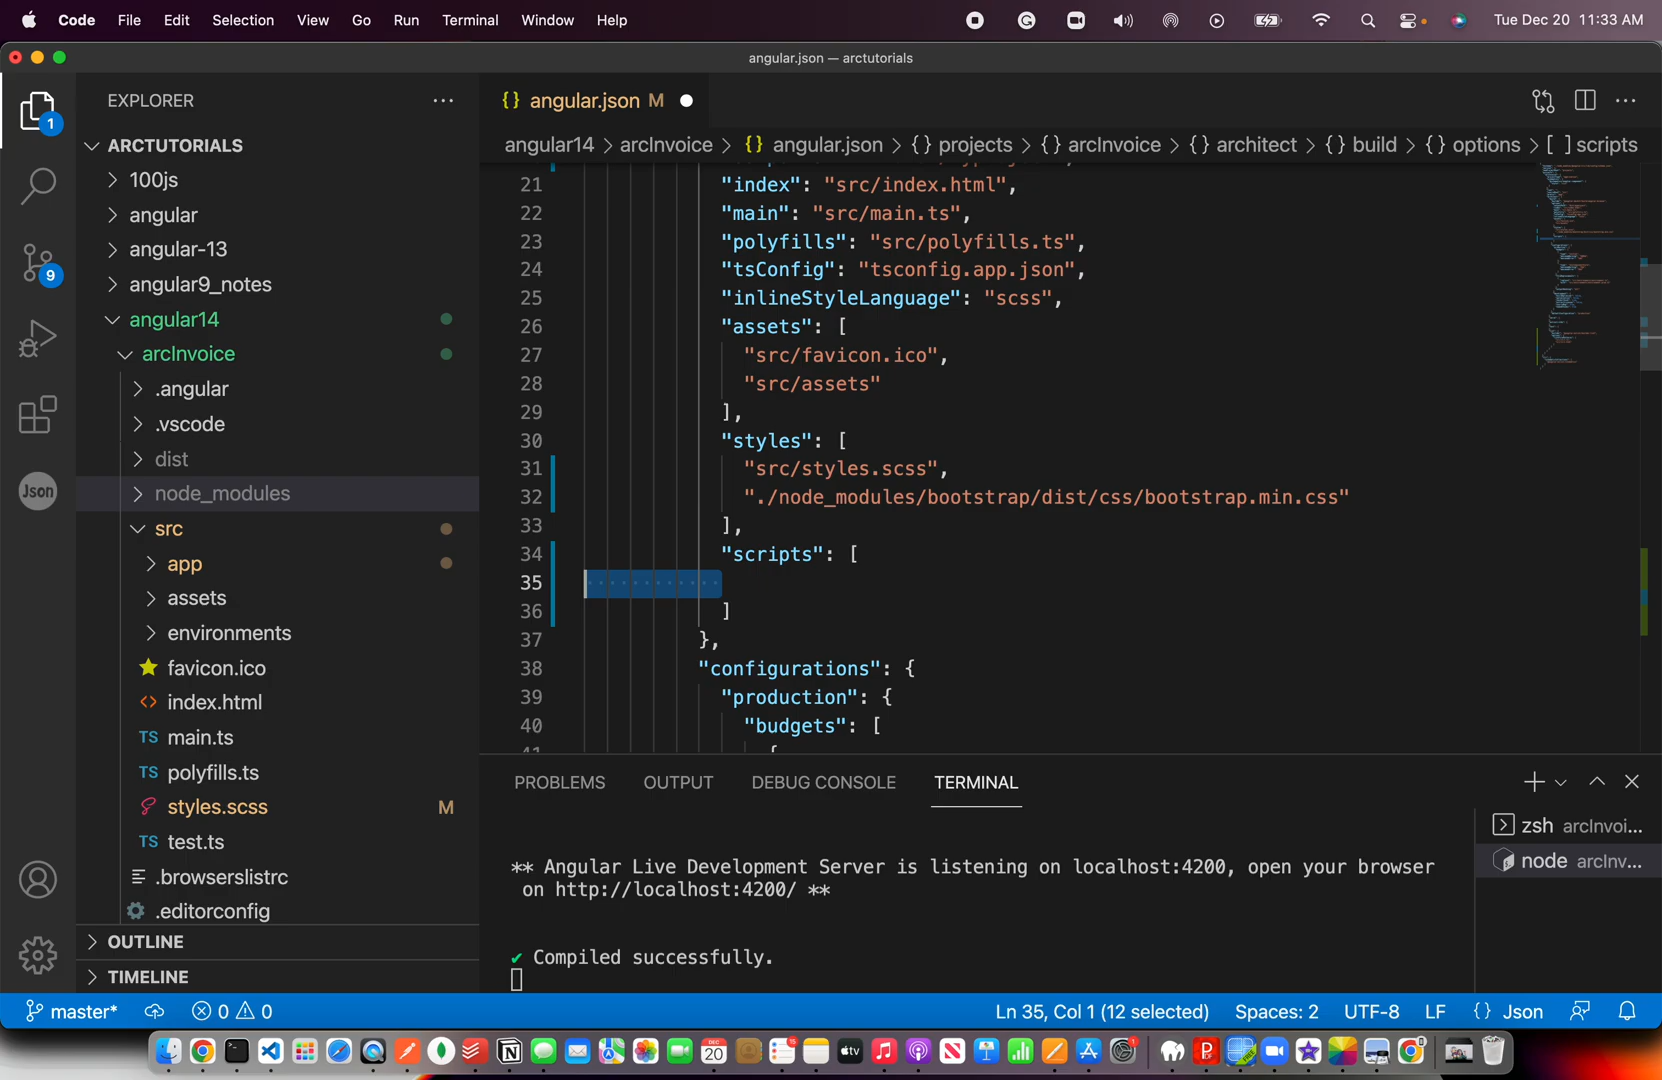 Code File Edit Selection View Go Run Terminal Window Help Tue Dec 20 11:33 AM
angular.json — arctutorials
EXPLORER
1
ARCTUTORIALS
100js
angular
angular-13
9
angular9_notes
angular14
arcInvoice
.angular
.vscode
dist
Json
node_modules
src
app
assets
environments
favicon.ico
index.html
TS main.ts
TS polyfills.ts
styles.scss M
TS test.ts
.browserslistrc
.editorconfig
OUTLINE
TIMELINE
{} angular.json M
angular14 > arcInvoice > {} angular.json > {} projects > {} arcInvoice > {} architect > {} build > {} options > [ ] scripts
21 "index": "src/index.html",
22 "main": "src/main.ts",
23 "polyfills": "src/polyfills.ts",
24 "tsConfig": "tsconfig.app.json",
25 "inlineStyleLanguage": "scss",
26 "assets": [
27 "src/favicon.ico",
28 "src/assets"
29 ],
30 "styles": [
31 "src/styles.scss",
32 "./node_modules/bootstrap/dist/css/bootstrap.min.css"
33 ],
34 "scripts": [
35
36 ]
37 },
38 "configurations": {
39 "production": {
40 "budgets": [
41 {
PROBLEMS OUTPUT DEBUG CONSOLE TERMINAL
** Angular Live Development Server is listening on localhost:4200, open your browser
on http://localhost:4200/ **
✔ Compiled successfully.
zsh arcInvoi...
node arcInv...
master* 0 0 Ln 35, Col 1 (12 selected) Spaces: 2 UTF-8 LF {} Json